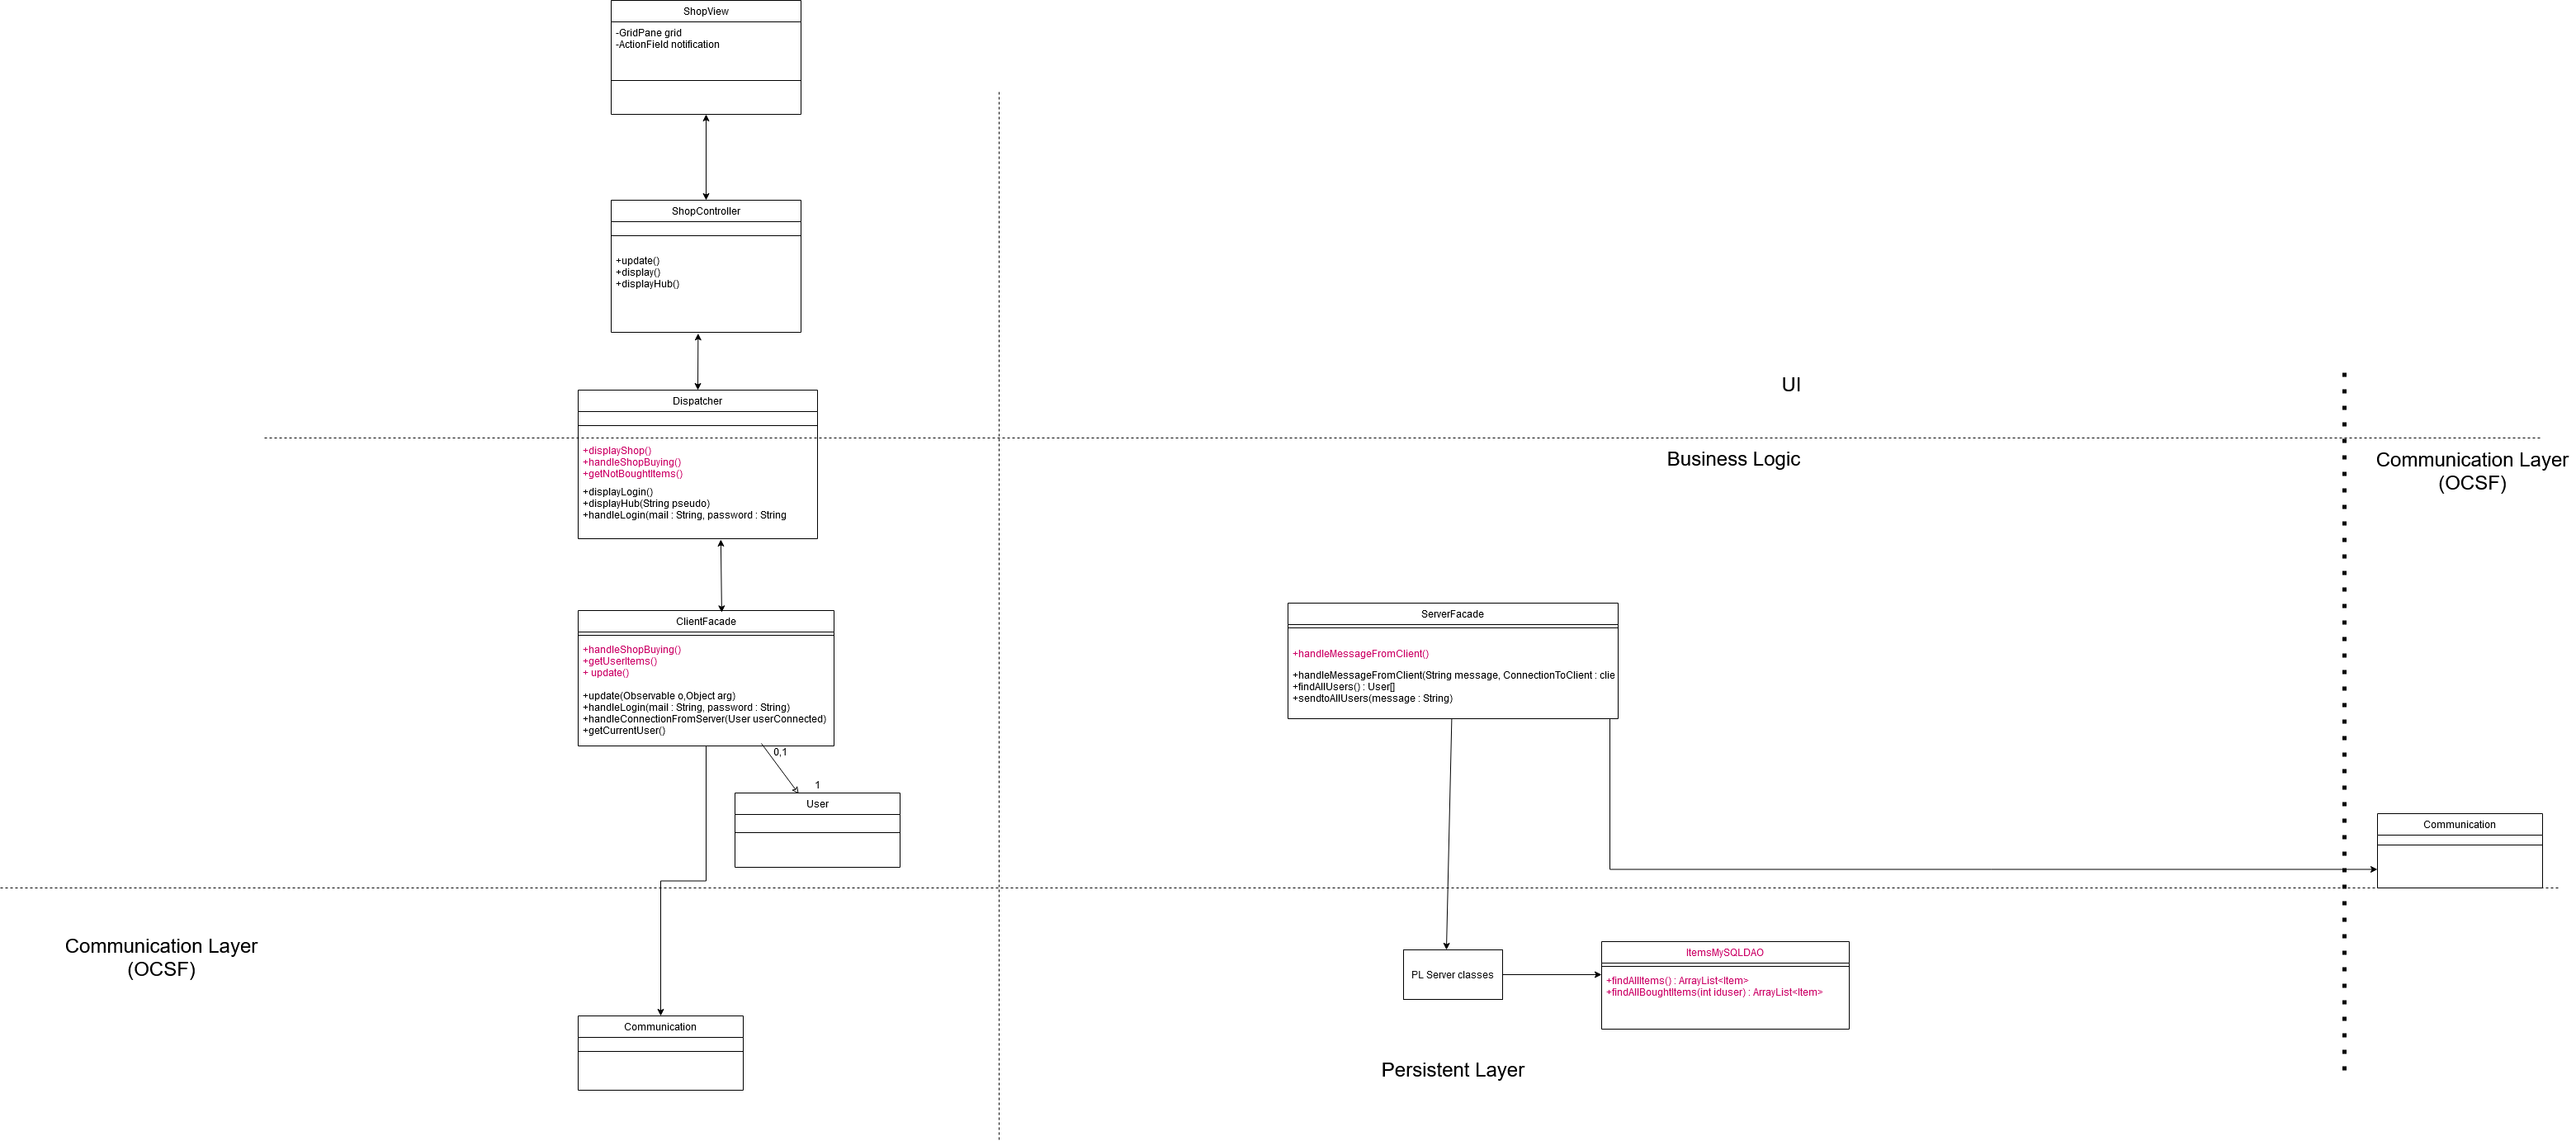 ShopView
-GridPane grid
-ActionField notification
ShopController
+update()
+display()
+displayHub()
UI
Dispatcher
+displayShop()
+handleShopBuying()
+getNotBoughtItems()
+displayLogin()
+displayHub(String pseudo)
+handleLogin(mail : String, password : String
Business Logic
Communication Layer
(OCSF)
ClientFacade
+handleShopBuying()
+getUserItems()
+ update()
+update(Observable o,Object arg)
+handleLogin(mail : String, password : String)
+handleConnectionFromServer(User userConnected)
+getCurrentUser()
0,1
1
User
ServerFacade
+handleMessageFromClient()
+handleMessageFromClient(String message, ConnectionToClient : clie
+findAllUsers() : User[]
+sendtoAllUsers(message : String)
Communication
Communication Layer
(OCSF)
Communication
PL Server classes
ItemsMySQLDAO
+findAllItems() : ArrayList<Item>
+findAllBoughtItems(int iduser) : ArrayList<Item>
Persistent Layer